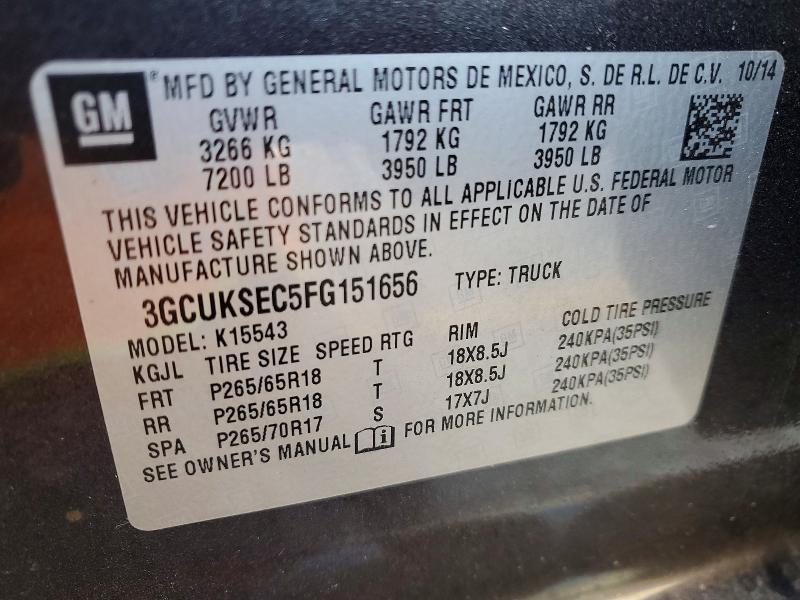 GM ® MFD BY GENERAL MOTORS DE MEXICO, S. DE R.L. DE C.V. 10/14
GVWR GAWR FRT GAWR RR
3266 KG 1792 KG 1792 KG
7200 LB 3950 LB 3950 LB
THIS VEHICLE CONFORMS TO ALL APPLICABLE U.S. FEDERAL MOTOR
VEHICLE SAFETY STANDARDS IN EFFECT ON THE DATE OF
MANUFACTURE SHOWN ABOVE.
3GCUKSEC5FG151656 TYPE: TRUCK
MODEL: K15543
KGJL TIRE SIZE SPEED RTG RIM COLD TIRE PRESSURE
FRT P265/65R18 T 18X8.5J 240KPA(35PSI)
RR P265/65R18 T 18X8.5J 240KPA(35PSI)
SPA P265/70R17 S 17X7J 240KPA(35PSI)
SEE OWNER'S MANUAL i FOR MORE INFORMATION.